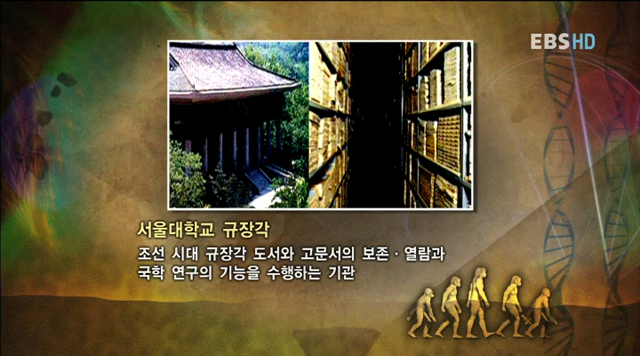 EBS HD
서울대학교 규장각
조선 시대 규장각 도서와 고문서의 보존 · 열람과
국학 연구의 기능을 수행하는 기관